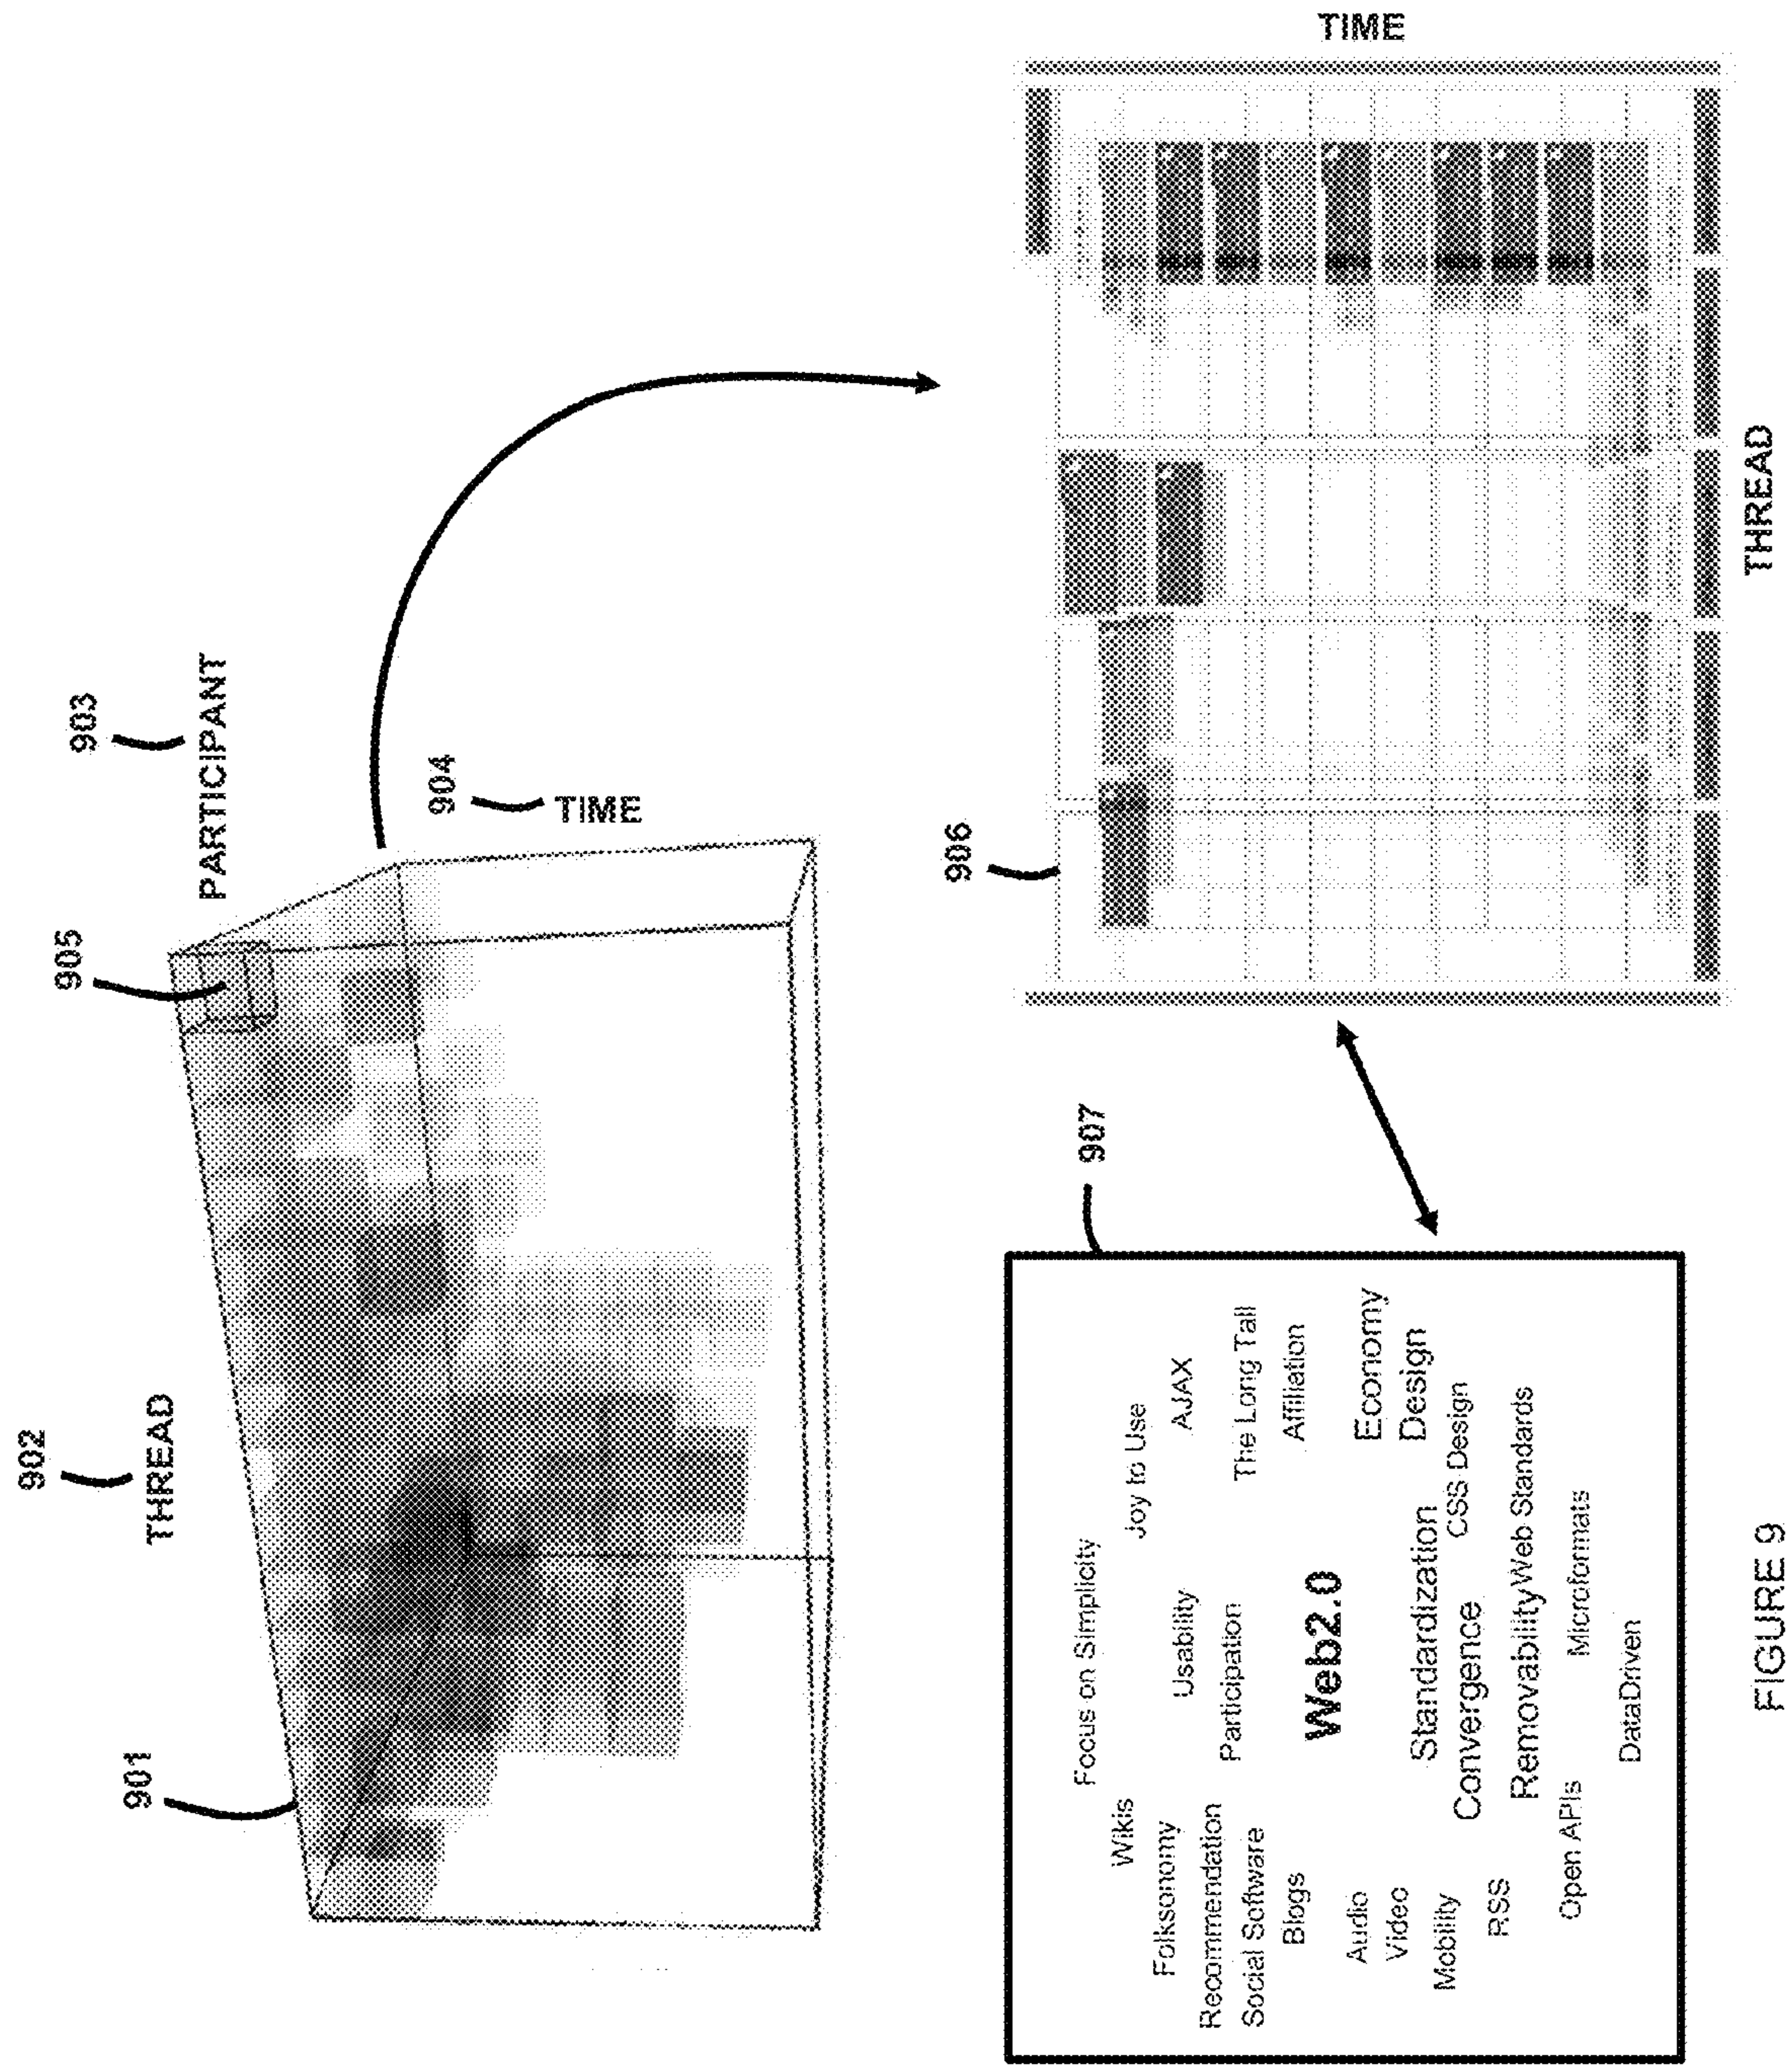 902
THREAD
901
905
903
PARTICIPANT
904
TIME
907
Focus on Simplicity
Joy to Use
Wikis
Usability
AJAX
Folksonomy
Participation
The Long Tail
Recommendation
Social Software
Affiliation
Blogs
Web2.0
Economy
Audio
Design
Video
Standardization
CSS Design
Mobility
Convergence
RSS
Removability Web Standards
Open APIs
Microformats
DataDriven
906
TIME
THREAD
FIGURE 9